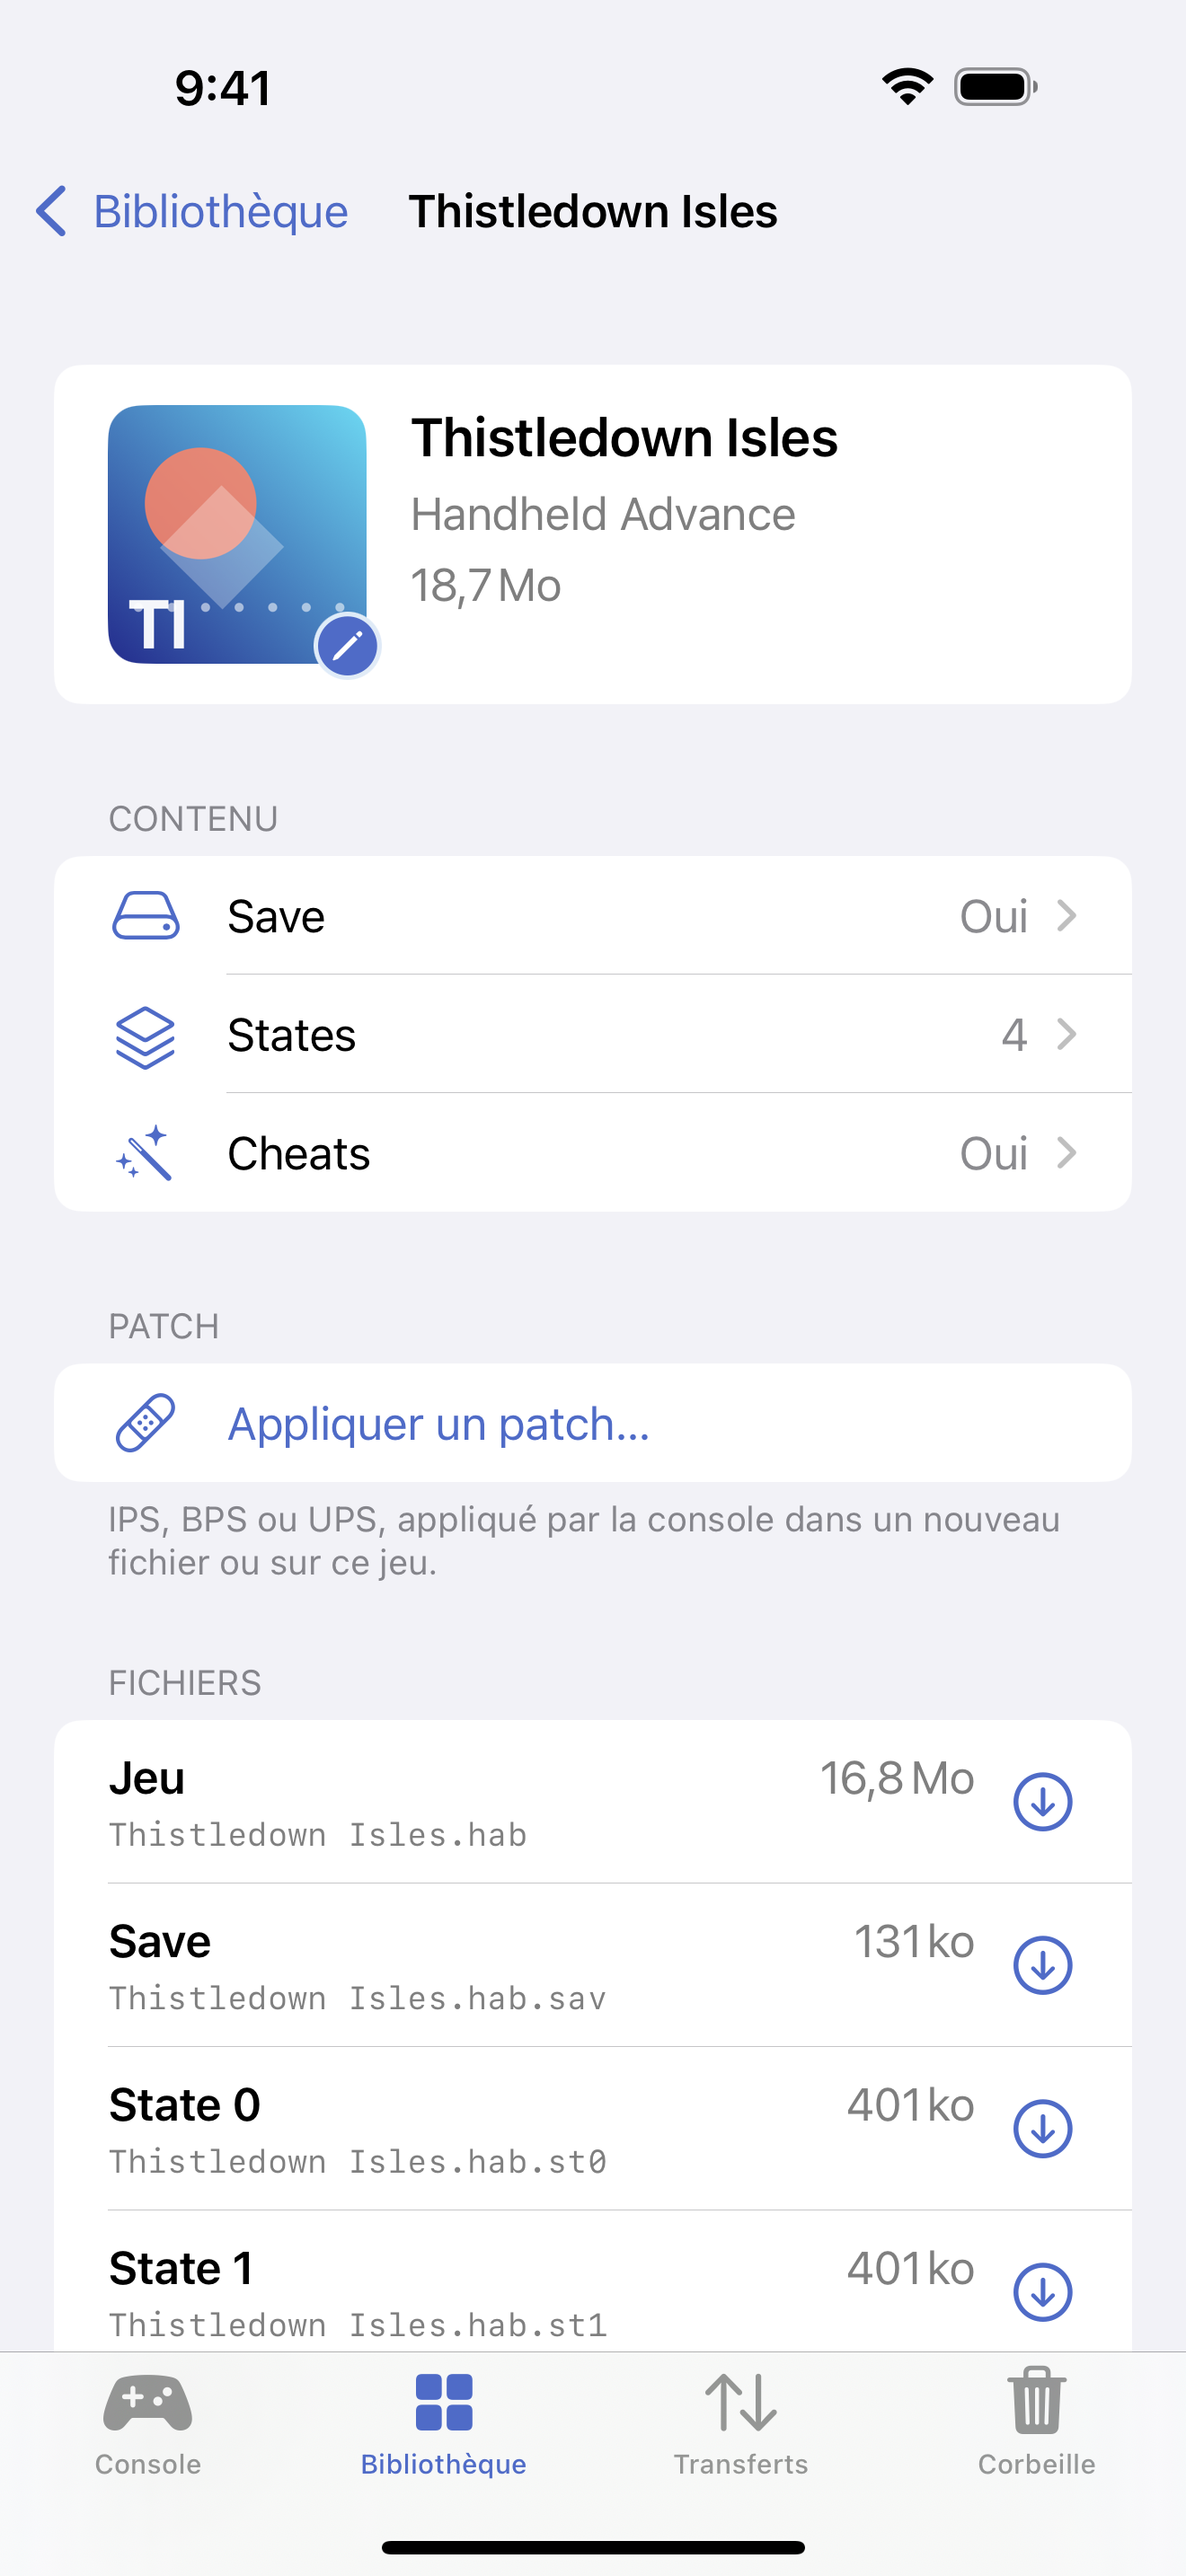 9:41
Bibliothèque Thistledown Isles
Thistledown Isles
Handheld Advance
18,7 Mo
TI
CONTENU
Save Oui
States 4
Cheats Oui
PATCH
Appliquer un patch...
IPS, BPS ou UPS, appliqué par la console dans un nouveau
fichier ou sur ce jeu.
FICHIERS
Jeu 16,8 Mo
Thistledown Isles.hab
Save 131 ko
Thistledown Isles.hab.sav
State 0 401 ko
Thistledown Isles.hab.st0
State 1 401 ko
Thistledown Isles.hab.st1
Console Bibliothèque Transferts Corbeille